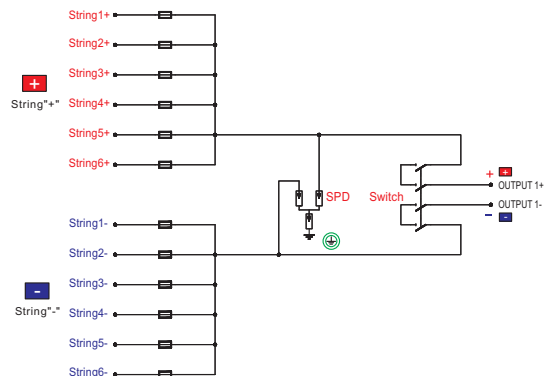 String1+
String2+
String3+
+
String"+"
String4+
String5+
String6+
SPD
Switch
+ +
OUTPUT 1+
OUTPUT 1-
- -
String1-
String2-
String3-
-
String"-"
String4-
String5-
String6-